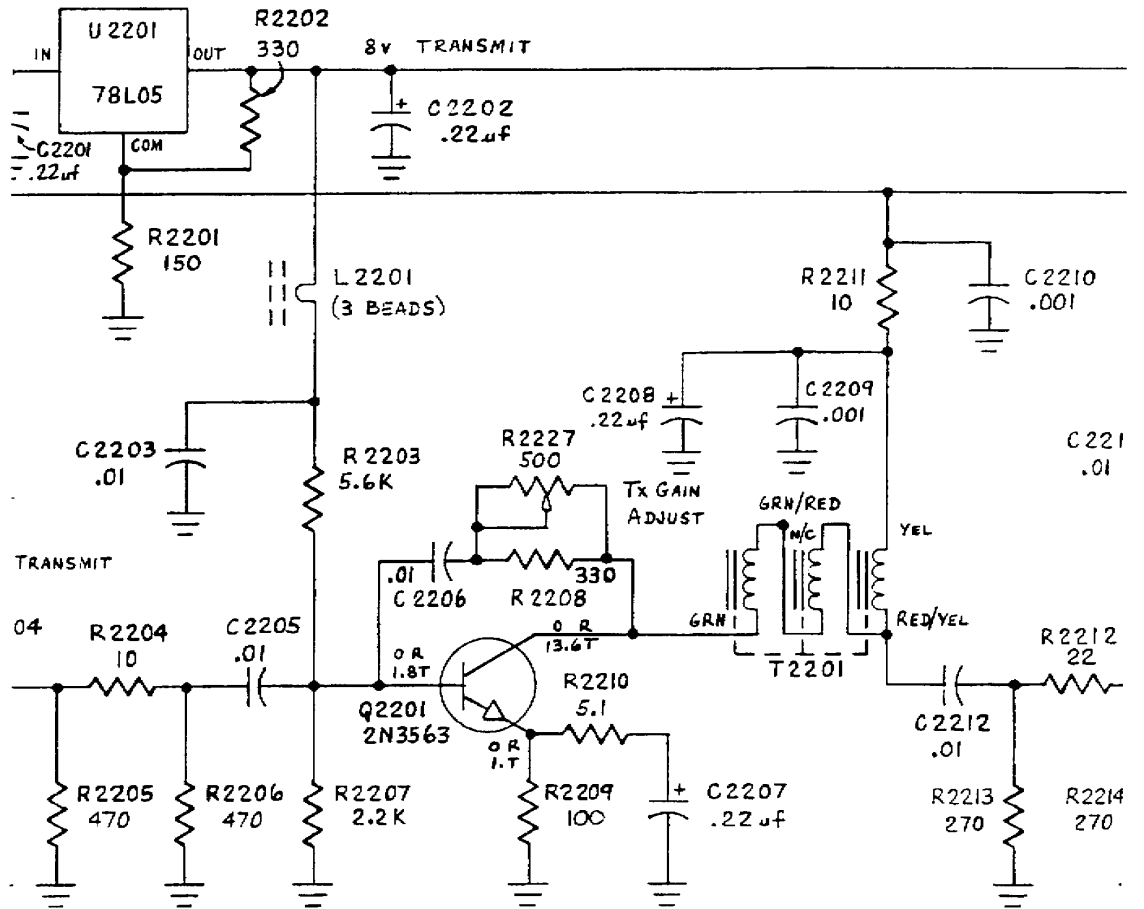 U2201
IN
OUT
78L05
COM
R2202
330
8V TRANSMIT
C2202
.22uf
C2201
.22uf
R2201
150
L2201
(3 BEADS)
R2211
10
C2210
.001
C2208
.22uf
C2209
.001
C2203
.01
R2203
5.6K
R2227
500
TX GAIN
ADJUST
GRN/RED
N/C
YEL
C221
.01
TRANSMIT
04
R2204
10
C2205
.01
.01
C2206
330
R2208
GRN
RED/YEL
T2201
0 R
1.8T
0 R
13.6T
Q2201
2N3563
0 R
1.T
R2210
5.1
R2212
22
C2212
.01
R2205
470
R2206
470
R2207
2.2K
R2209
100
C2207
.22uf
R2213
270
R2214
270